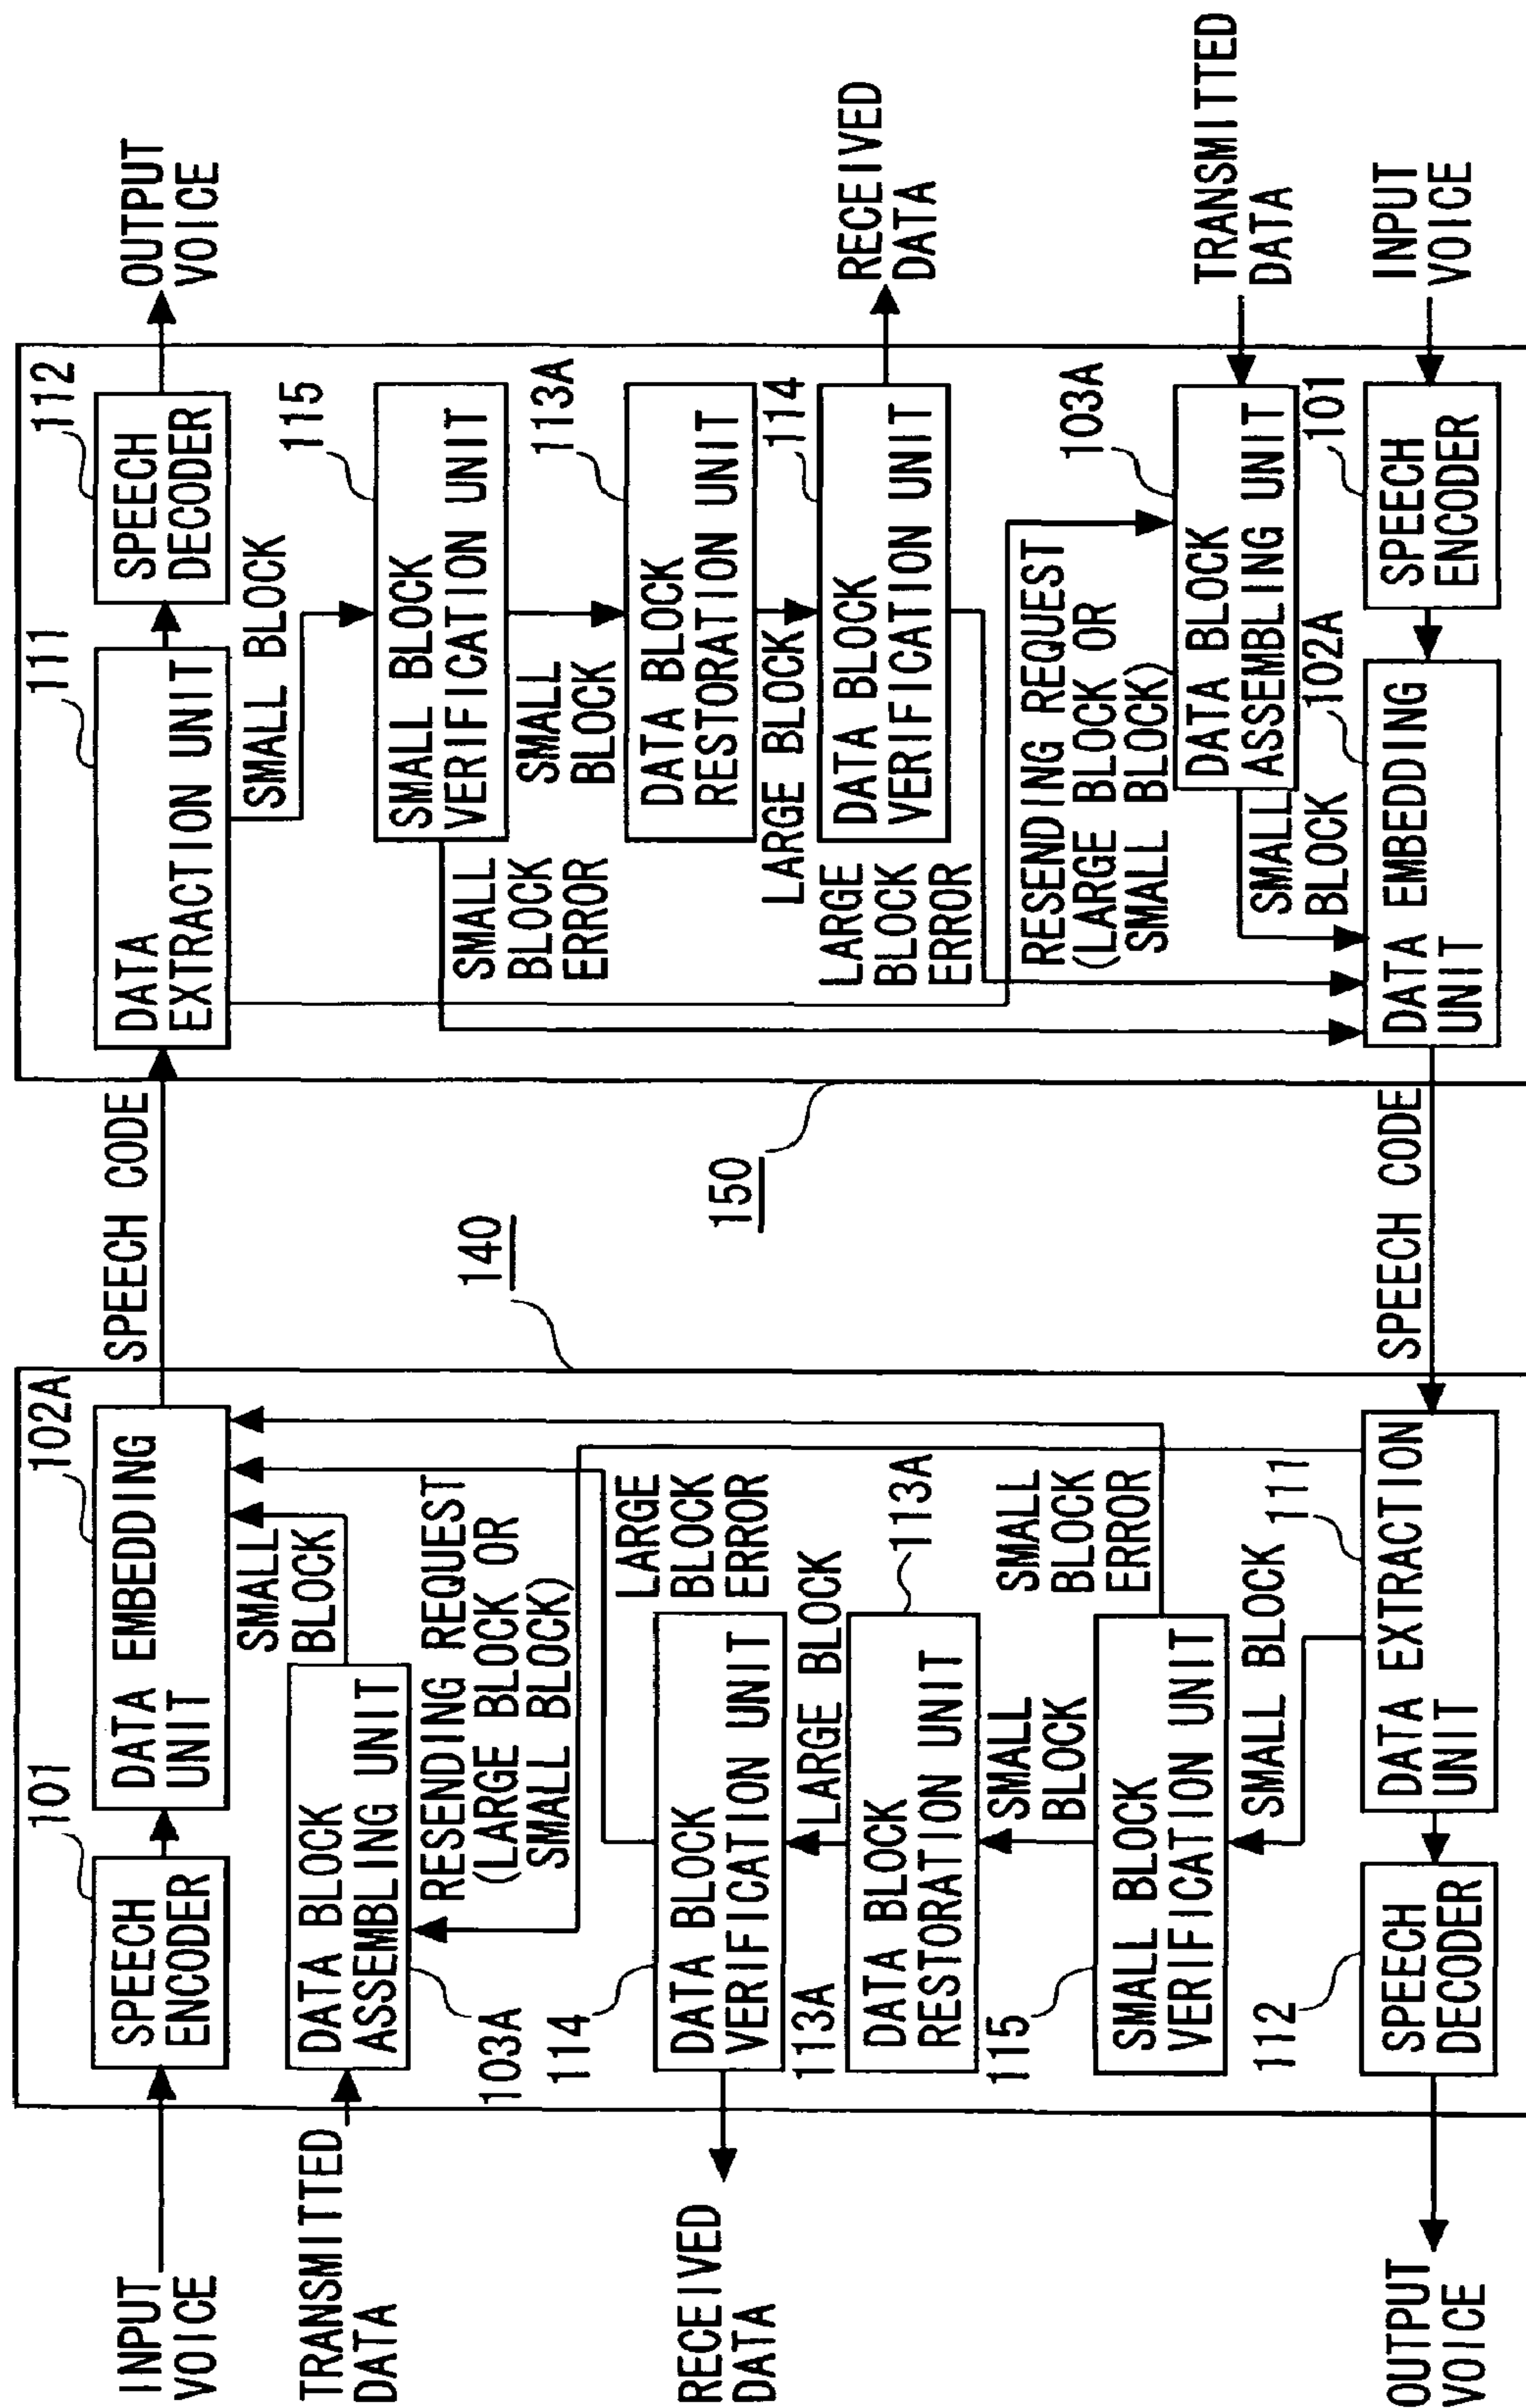 INPUT
VOICE
101
SPEECH
ENCODER
102A
DATA EMBEDDING
UNIT
SPEECH CODE
TRANSMITTED
DATA
DATA BLOCK
ASSEMBLING UNIT
103A
SMALL
BLOCK
RESENDING REQUEST
(LARGE BLOCK OR
SMALL BLOCK)
140
RECEIVED
DATA
114
DATA BLOCK
VERIFICATION UNIT
LARGE
BLOCK
ERROR
LARGE BLOCK
113A
DATA BLOCK
RESTORATION UNIT
113A
SMALL
BLOCK
SMALL
BLOCK
ERROR
115
SMALL BLOCK
VERIFICATION UNIT
SMALL BLOCK
111
DATA EXTRACTION
UNIT
112
SPEECH
DECODER
OUTPUT
VOICE
SPEECH CODE
150
111
DATA
EXTRACTION UNIT
112
SPEECH
DECODER
OUTPUT
VOICE
SMALL BLOCK
115
SMALL BLOCK
VERIFICATION UNIT
SMALL
BLOCK
ERROR
SMALL
BLOCK
113A
DATA BLOCK
RESTORATION UNIT
LARGE BLOCK
114
DATA BLOCK
VERIFICATION UNIT
LARGE
BLOCK
ERROR
RECEIVED
DATA
RESENDING REQUEST
(LARGE BLOCK OR
SMALL BLOCK)
103A
DATA BLOCK
ASSEMBLING UNIT
TRANSMITTED
DATA
SMALL
BLOCK
102A
DATA EMBEDDING
UNIT
101
SPEECH
ENCODER
INPUT
VOICE